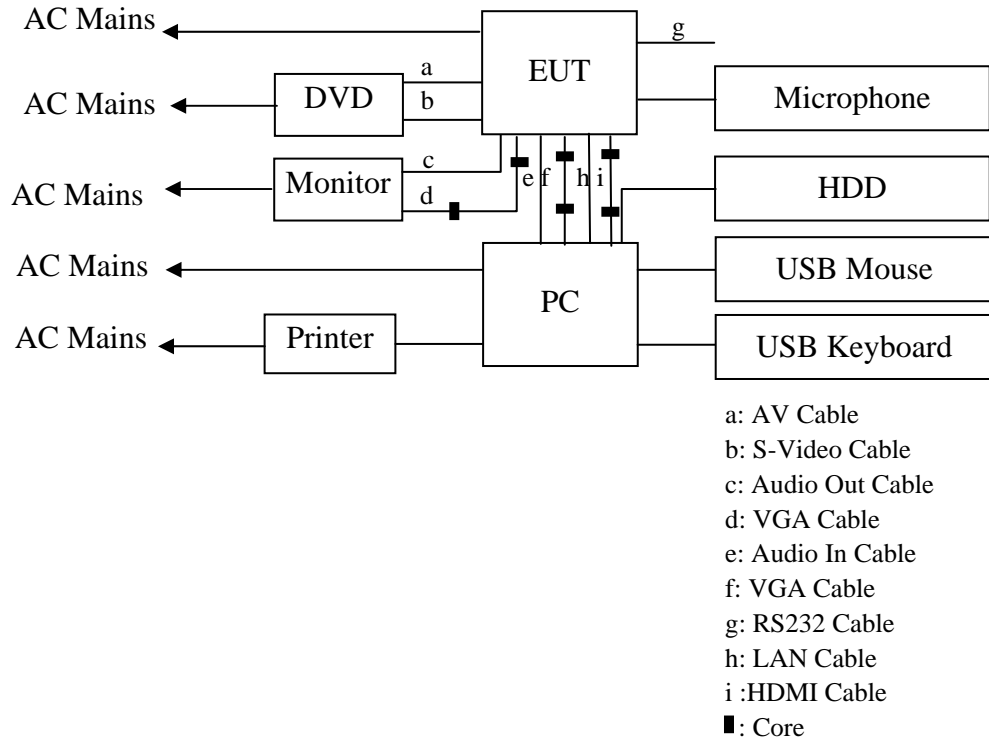 AC Mains
g
EUT
a
AC Mains
DVD
b
Microphone
c
e f h i
AC Mains
Monitor
d
HDD
AC Mains
USB Mouse
PC
AC Mains
Printer
USB Keyboard
a: AV Cable
b: S-Video Cable
c: Audio Out Cable
d: VGA Cable
e: Audio In Cable
f: VGA Cable
g: RS232 Cable
h: LAN Cable
i :HDMI Cable
: Core